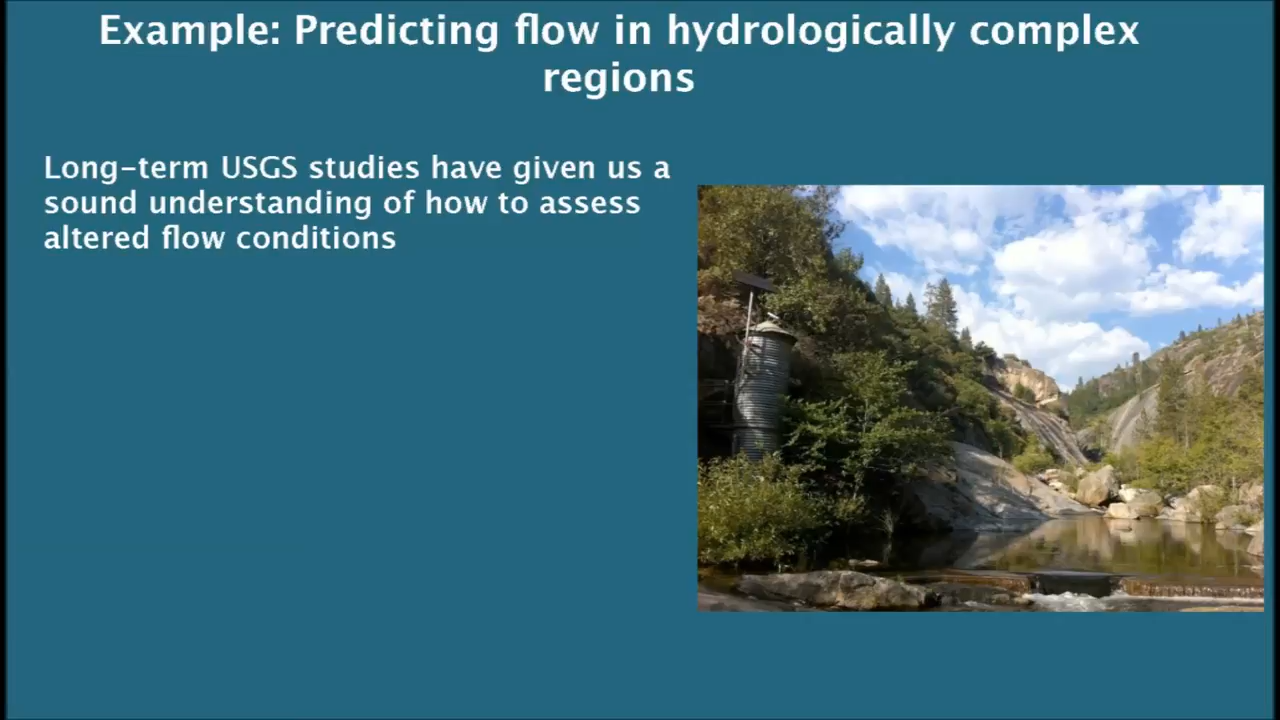 Example: Predicting flow in hydrologically complex
regions
Long-term USGS studies have given us a
sound understanding of how to assess
altered flow conditions